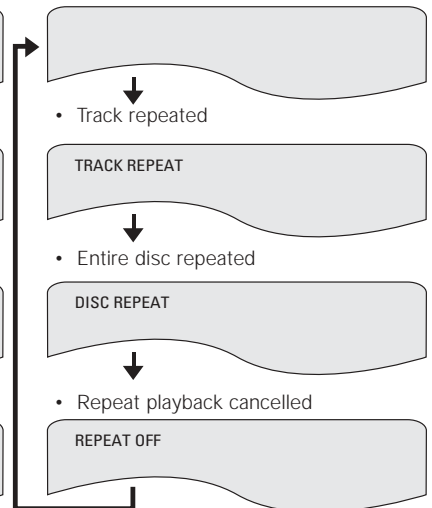 • Track repeated
TRACK REPEAT
• Entire disc repeated
DISC REPEAT
• Repeat playback cancelled
REPEAT OFF